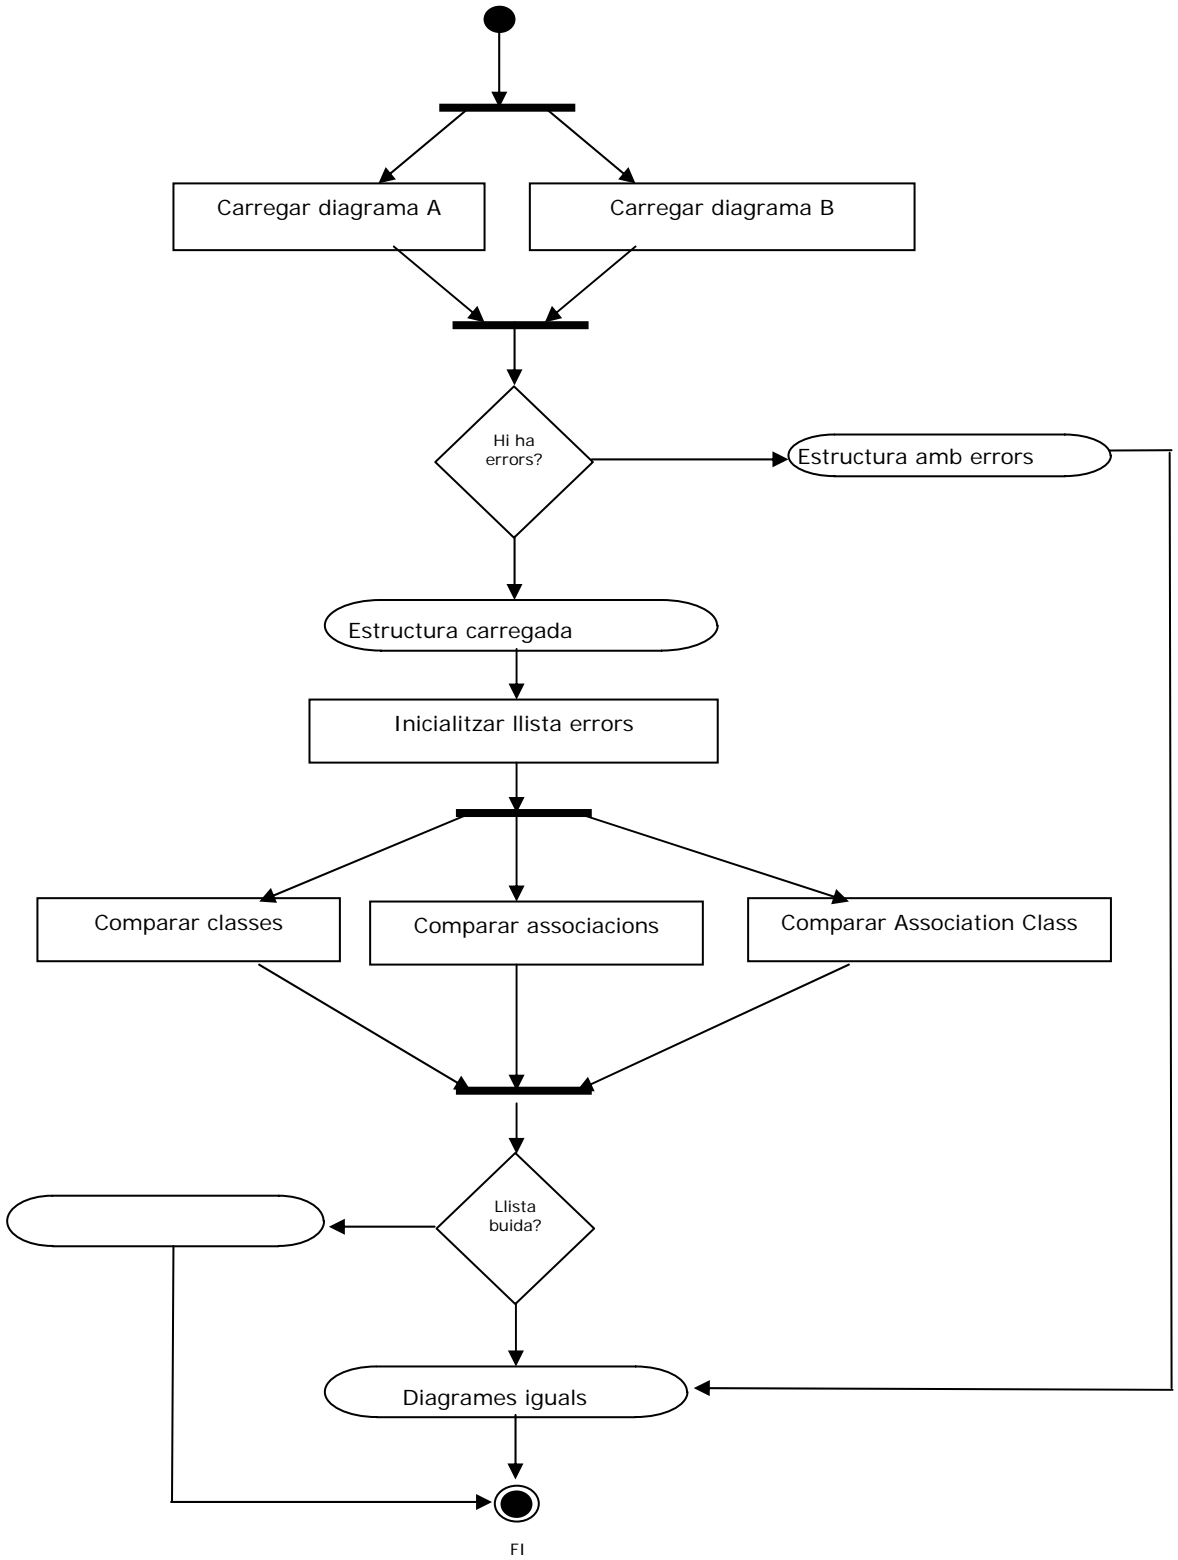 Carregar diagrama A
Carregar diagrama B
Hi ha
errors?
Estructura amb errors
Estructura carregada
Inicialitzar llista errors
Comparar classes
Comparar associacions
Comparar Association Class
Llista
buida?
Diagrames iguals
FI